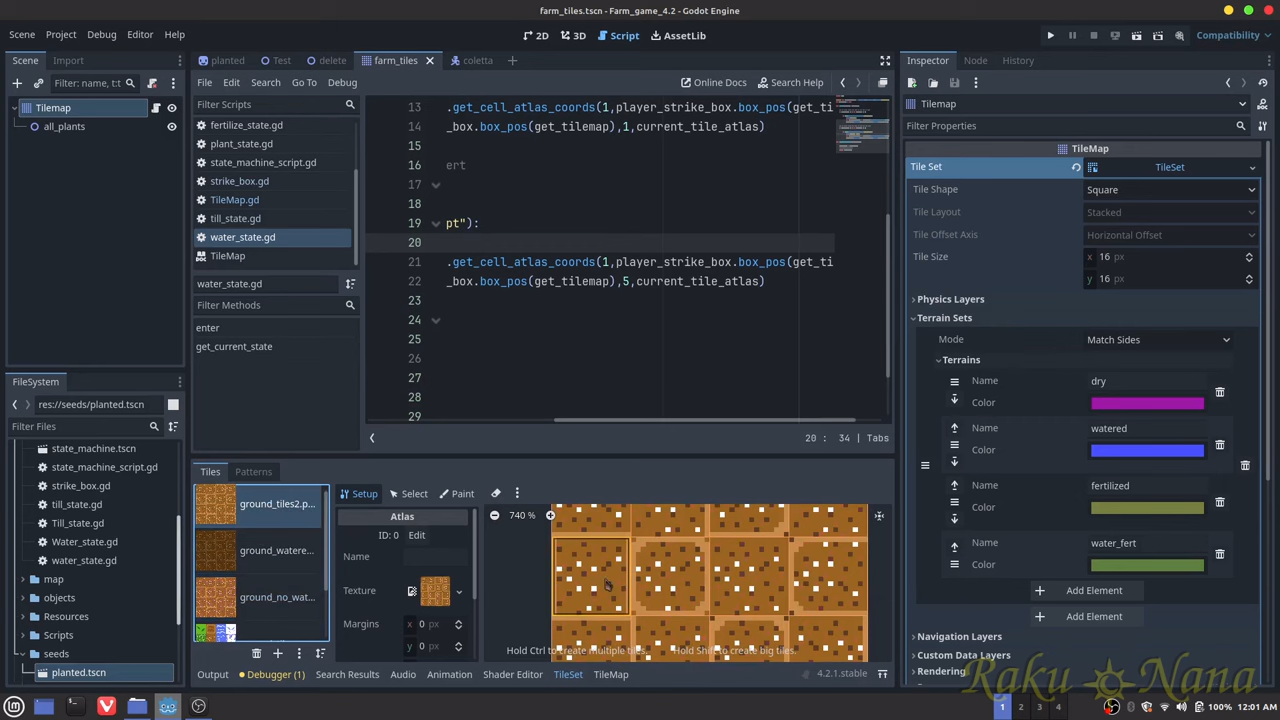 farm_tiles.tscn - Farm_game_4.2 - Godot Engine
Scene Project Debug Editor Help
2D 3D Script AssetLib
Compatibility
Scene Import
planted Test delete farm_tiles coletta
Inspector Node History
Filter: name, t:t
File Edit Search Go To Debug
Online Docs Search Help
Tilemap
all_plants
Filter Scripts
fertilize_state.gd
plant_state.gd
state_machine_script.gd
strike_box.gd
TileMap.gd
till_state.gd
water_state.gd
TileMap
water_state.gd
Filter Methods
enter
get_current_state
13 .get_cell_atlas_coords(1,player_strike_box.box_pos(get_ti
14 _box.box_pos(get_tilemap),1,current_tile_atlas)
15
16 ert
17
18
19 pt"):
20
21 .get_cell_atlas_coords(1,player_strike_box.box_pos(get_ti
22 _box.box_pos(get_tilemap),5,current_tile_atlas)
23
24
25
26
27
28
29
20 : 34 | Tabs
Tilemap
Filter Properties
TileMap
Tile Set TileSet
Tile Shape Square
Tile Layout Stacked
Tile Offset Axis Horizontal Offset
Tile Size x 16 px
y 16 px
Physics Layers
Terrain Sets
Mode Match Sides
Terrains
Name dry
Color
Name watered
Color
Name fertilized
Color
Name water_fert
Color
Add Element
Add Element
Navigation Layers
Custom Data Layers
Rendering
FileSystem
res://seeds/planted.tscn
Filter Files
state_machine.tscn
state_machine_script.gd
strike_box.gd
till_state.gd
Till_state.gd
Water_state.gd
water_state.gd
map
objects
Resources
Scripts
seeds
planted.tscn
Tiles Patterns
ground_tiles2.p...
ground_watere...
ground_no_wat...
Setup Select Paint
Atlas
ID: 0 Edit
Name
Texture
Margins x 0 px
y 0 px
740 %
Hold Ctrl to create multiple tiles. Hold Shift to create big tiles.
Output Debugger (1) Search Results Audio Animation Shader Editor TileSet TileMap
4.2.1.stable
Raku Nana
1 2 3 4
100% 12:01 AM